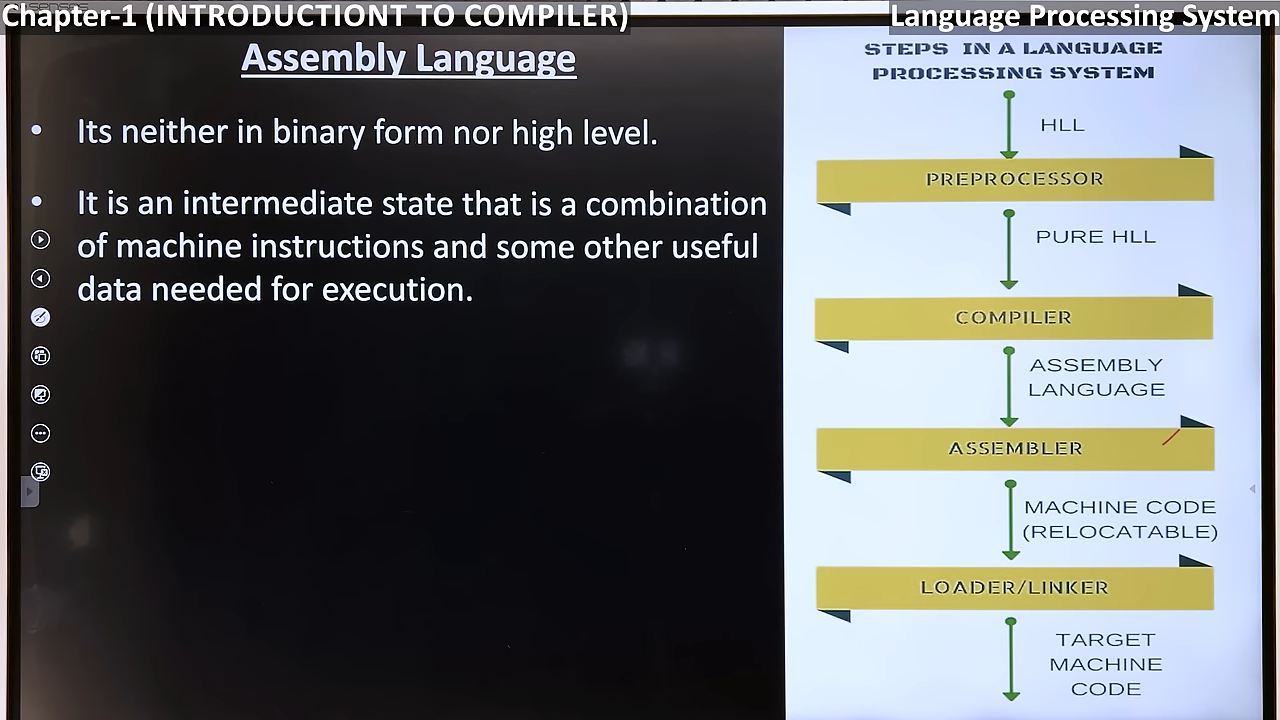 Chapter-1 (INTRODUCTIONT TO COMPILER)
Language Processing System
Assembly Language
• Its neither in binary form nor high level.
• It is an intermediate state that is a combination
of machine instructions and some other useful
data needed for execution.
STEPS IN A LANGUAGE
PROCESSING SYSTEM
HLL
PREPROCESSOR
PURE HLL
COMPILER
ASSEMBLY
LANGUAGE
ASSEMBLER
MACHINE CODE
(RELOCATABLE)
LOADER/LINKER
TARGET
MACHINE
CODE